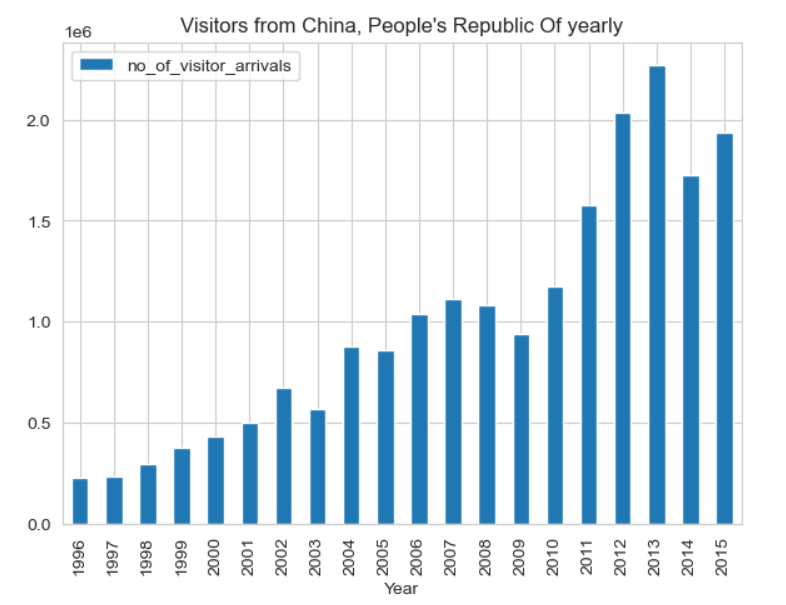 Visitors from China, People's Republic Of yearly
1e6
no_of_visitor_arrivals
2.0
1.5
1.0
0.5
0.0
1996 1997 1998 1999 2000 2001 2002 2003 2004 2005 2006 2007 2008 2009 2010 2011 2012 2013 2014 2015
Year